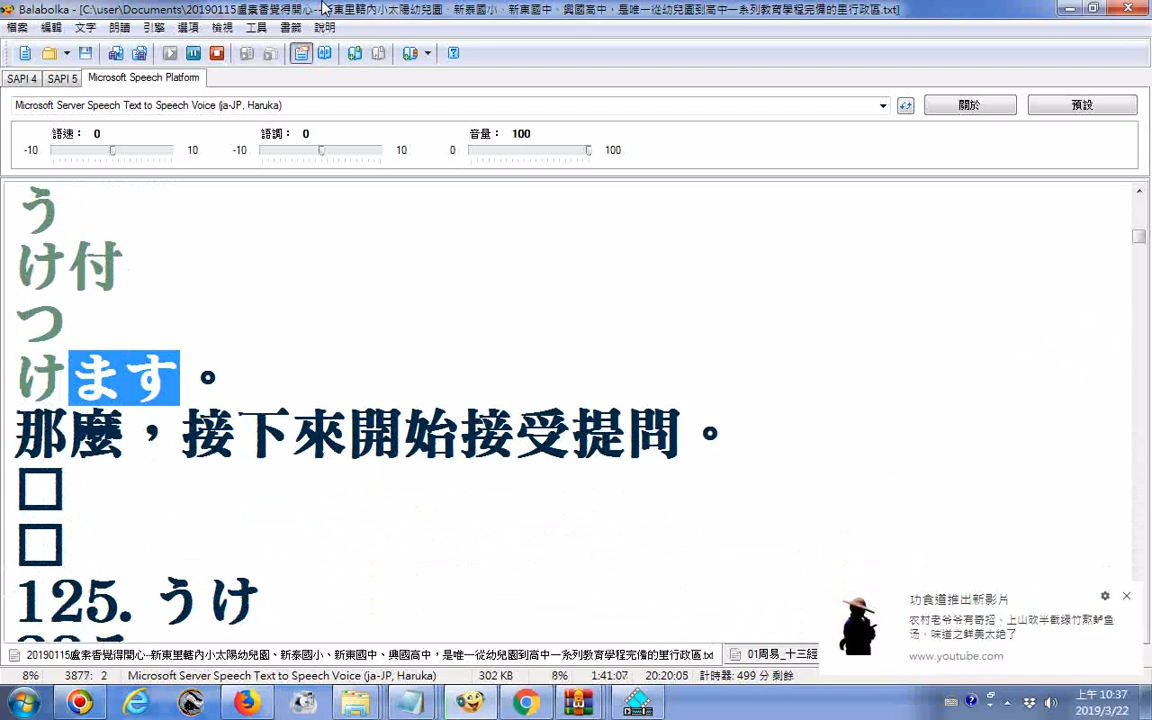 Balabolka - [C:\user\Documents\20190115盧素香覺得開心--新東里轄內小太陽幼兒園、新泰國小、新東國中、興國高中，是唯一從幼兒園到高中一系列教育學程完備的里行政區.txt]
檔案 編輯 文字 朗讀 引擎 選項 檢視 工具 書籤 說明
SAPI 4 SAPI 5 Microsoft Speech Platform
Microsoft Server Speech Text to Speech Voice (ja-JP, Haruka) 關於 預設
語速： 0 語調： 0 音量： 100
-10 10 -10 10 0 100
う
け付
つ
けます。
那麼，接下來開始接受提問。
□
□
125. うけ
功食道推出新影片
农村老爷爷有奇招，上山砍半截绿竹熬鲈鱼
汤，味道之鲜美太绝了
www.youtube.com
20190115盧素香覺得開心--新東里轄內小太陽幼兒園、新泰國小、新東國中、興國高中，是唯一從幼兒園到高中一系列教育學程完備的里行政區.txt 01周易_十三經
8% 3877: 2 Microsoft Server Speech Text to Speech Voice (ja-JP, Haruka) 302 KB 8% 1:41:07 20:20:05 計時器: 499 分 剩餘
上午 10:37
2019/3/22